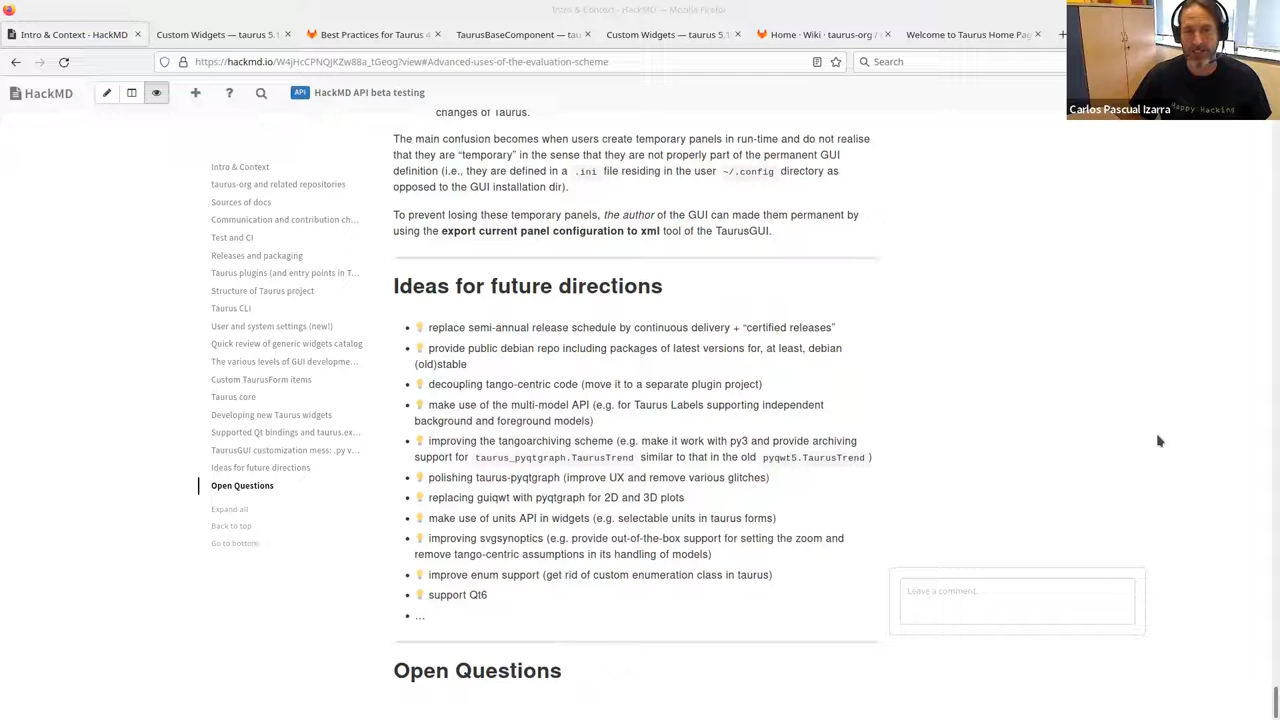 Intro & Context - HackMD — Mozilla Firefox
Intro & Context - HackMD
Custom Widgets — taurus 5.1
Best Practices for Taurus 4
TaurusBaseComponent — tau
Custom Widgets — taurus 5.1
Home · Wiki · taurus-org /
Welcome to Taurus Home Pag
https://hackmd.io/W4jHcCPNQjKZw88a_tGeog?view#Advanced-uses-of-the-evaluation-scheme
Search
HackMD
API HackMD API beta testing
Carlos Pascual Izarra
Happy Hacking
Intro & Context
taurus-org and related repositories
Sources of docs
Communication and contribution ch…
Test and CI
Releases and packaging
Taurus plugins (and entry points in T…
Structure of Taurus project
Taurus CLI
User and system settings (new!)
Quick review of generic widgets catalog
The various levels of GUI developme…
Custom TaurusForm items
Taurus core
Developing new Taurus widgets
Supported Qt bindings and taurus.ex…
TaurusGUI customization mess: .py v…
Ideas for future directions
Open Questions
Expand all
Back to top
Go to bottom
changes of Taurus.
The main confusion becomes when users create temporary panels in run-time and do not realise
that they are “temporary” in the sense that they are not properly part of the permanent GUI
definition (i.e., they are defined in a .ini file residing in the user ~/.config directory as
opposed to the GUI installation dir).
To prevent losing these temporary panels, the author of the GUI can made them permanent by
using the export current panel configuration to xml tool of the TaurusGUI.
Ideas for future directions
• 💡 replace semi-annual release schedule by continuous delivery + “certified releases”
• 💡 provide public debian repo including packages of latest versions for, at least, debian
(old)stable
• 💡 decoupling tango-centric code (move it to a separate plugin project)
• 💡 make use of the multi-model API (e.g. for Taurus Labels supporting independent
background and foreground models)
• 💡 improving the tangoarchiving scheme (e.g. make it work with py3 and provide archiving
support for taurus_pyqtgraph.TaurusTrend similar to that in the old pyqwt5.TaurusTrend )
• 💡 polishing taurus-pyqtgraph (improve UX and remove various glitches)
• 💡 replacing guiqwt with pyqtgraph for 2D and 3D plots
• 💡 make use of units API in widgets (e.g. selectable units in taurus forms)
• 💡 improving svgsynoptics (e.g. provide out-of-the-box support for setting the zoom and
remove tango-centric assumptions in its handling of models)
• 💡 improve enum support (get rid of custom enumeration class in taurus)
• 💡 support Qt6
• …
Leave a comment.
Open Questions